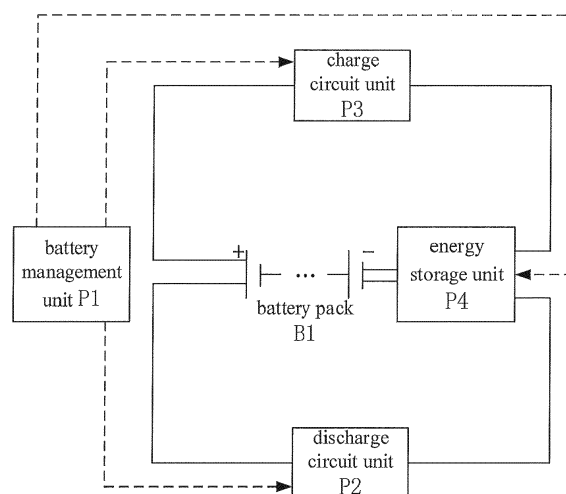 charge
circuit unit
P3
battery
management
unit P1
+
-
...
energy
storage unit
P4
battery pack
B1
discharge
circuit unit
P2